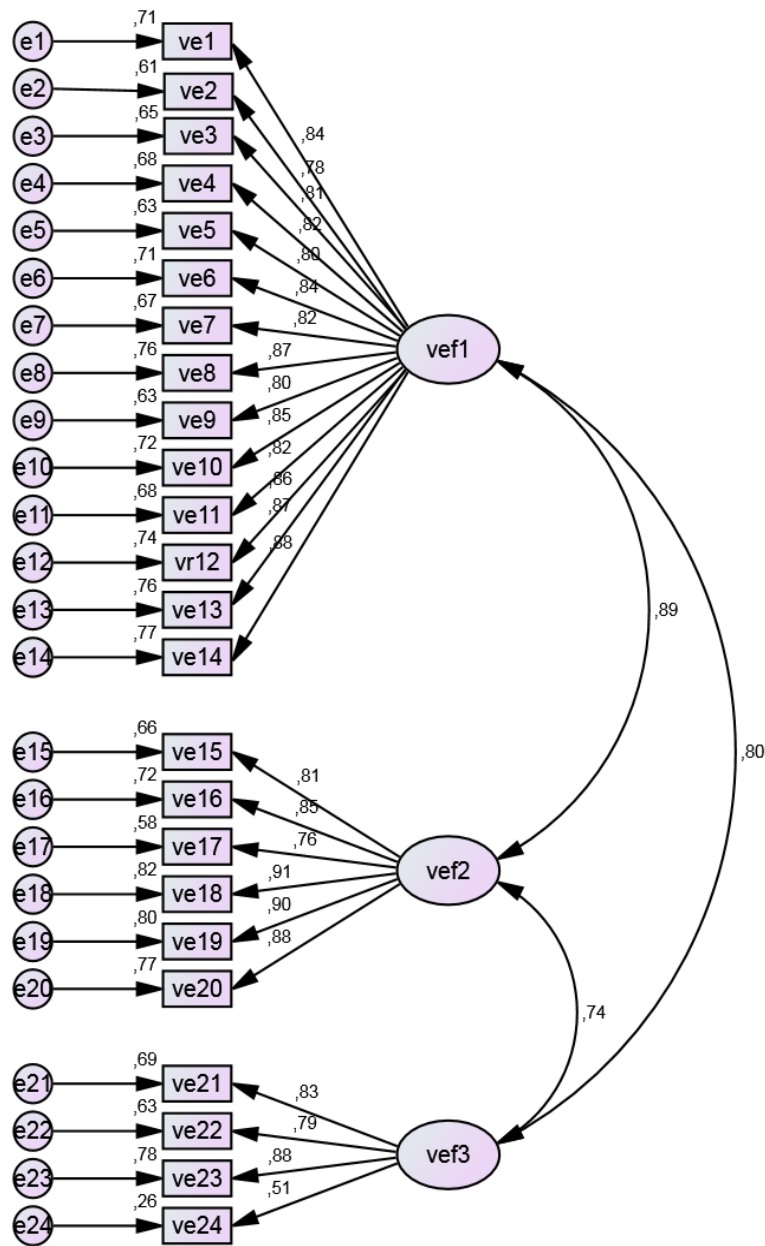 ,71
e1 ve1
,61
e2 ve2
,65
e3 ve3
,84
,68
e4 ve4
,78
,81
,63
e5 ve5
,82
,71
e6 ve6
,80
,67
e7 ve7
,84
,82
,76
e8 ve8
,87
vef1
,63
e9 ve9
,80
,72
e10 ve10
,85
,68
e11 ve11
,82
,86
,74
e12 vr12
,87
,76
e13 ve13
,88
,77
e14 ve14
,89
,80
,66
e15 ve15
,81
,72
e16 ve16
,85
,58
e17 ve17
,76
vef2
,82
e18 ve18
,91
,80
e19 ve19
,90
,77
e20 ve20
,88
,74
,69
e21 ve21
,83
,63
e22 ve22
,79
vef3
,78
e23 ve23
,88
,26
e24 ve24
,51